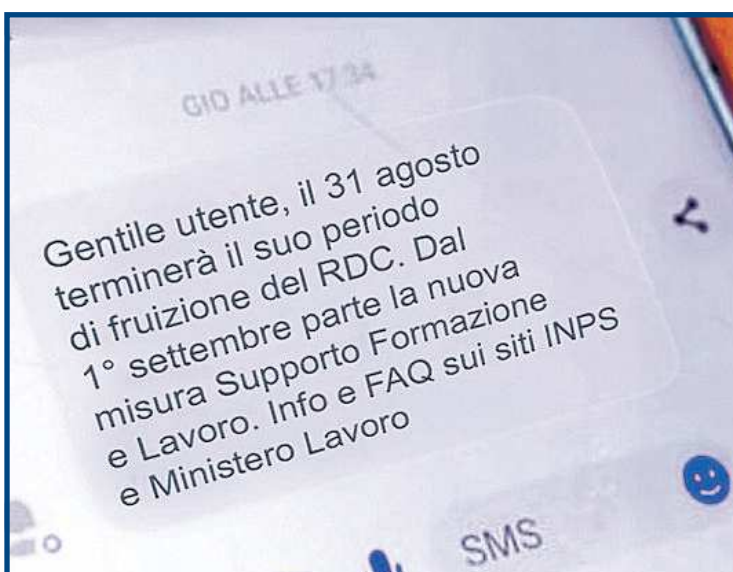 GIO ALLE 17:34
Gentile utente, il 31 agosto
terminerà il suo periodo
di fruizione del RDC. Dal
1° settembre parte la nuova
misura Supporto Formazione
e Lavoro. Info e FAQ sui siti INPS
e Ministero Lavoro
SMS